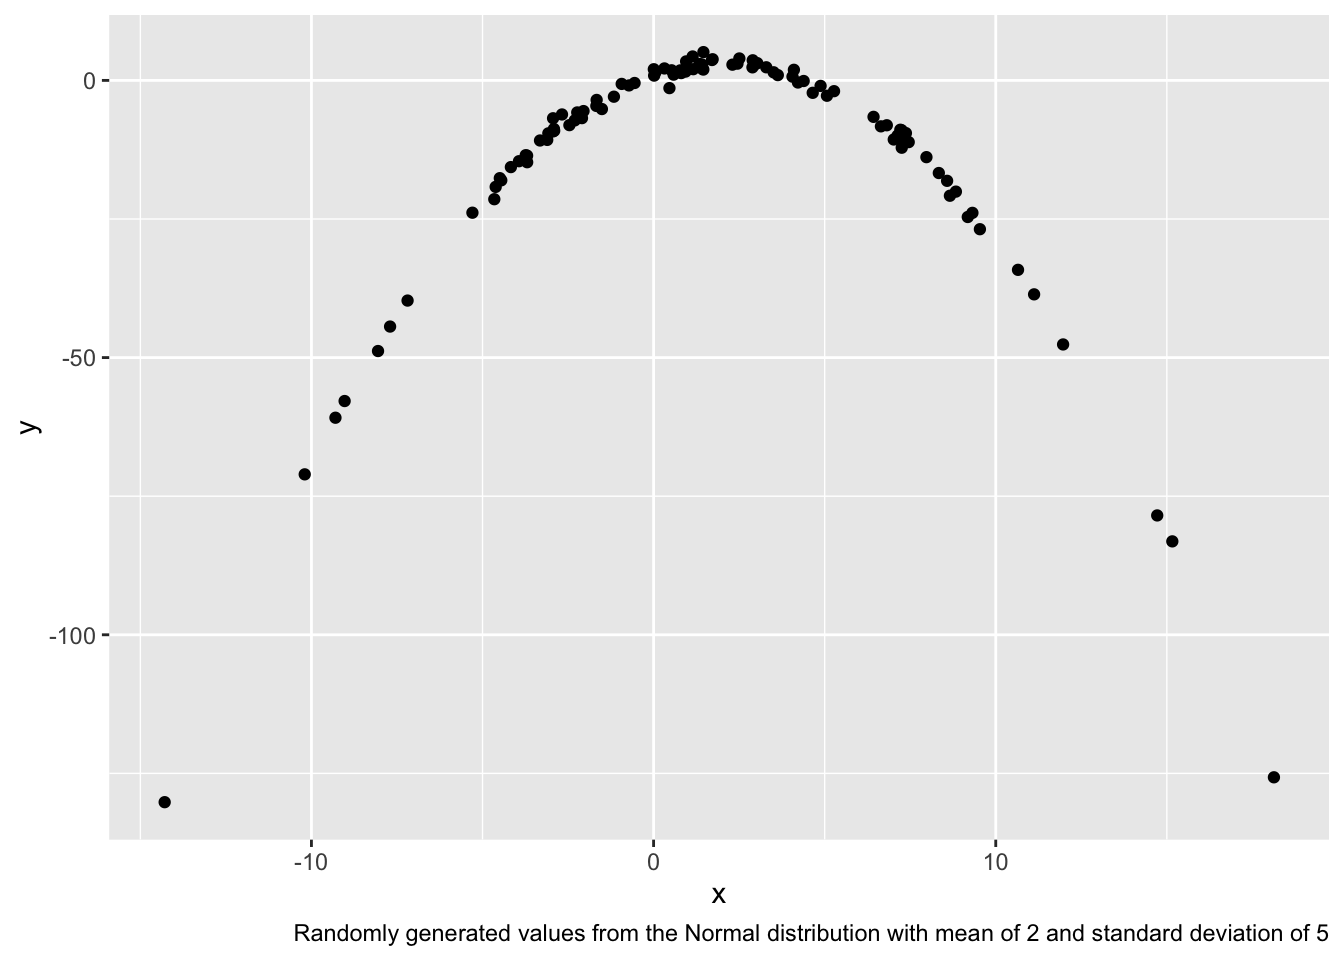 0
-50
-100
y
-10
0
10
x
Randomly generated values from the Normal distribution with mean of 2 and standard deviation of 5